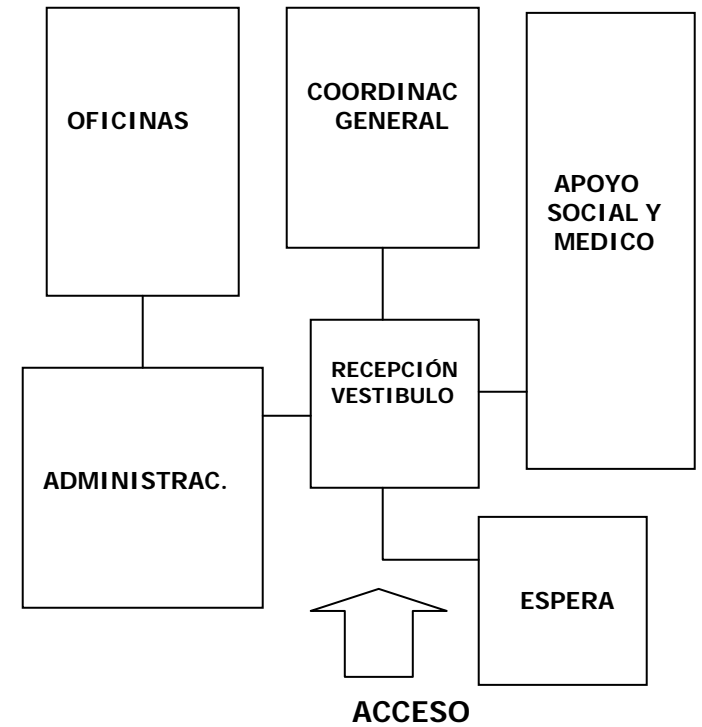 OFICINAS
COORDINAC
GENERAL
APOYO
SOCIAL Y
MEDICO
RECEPCIÓN
VESTIBULO
ADMINISTRAC.
ESPERA
ACCESO